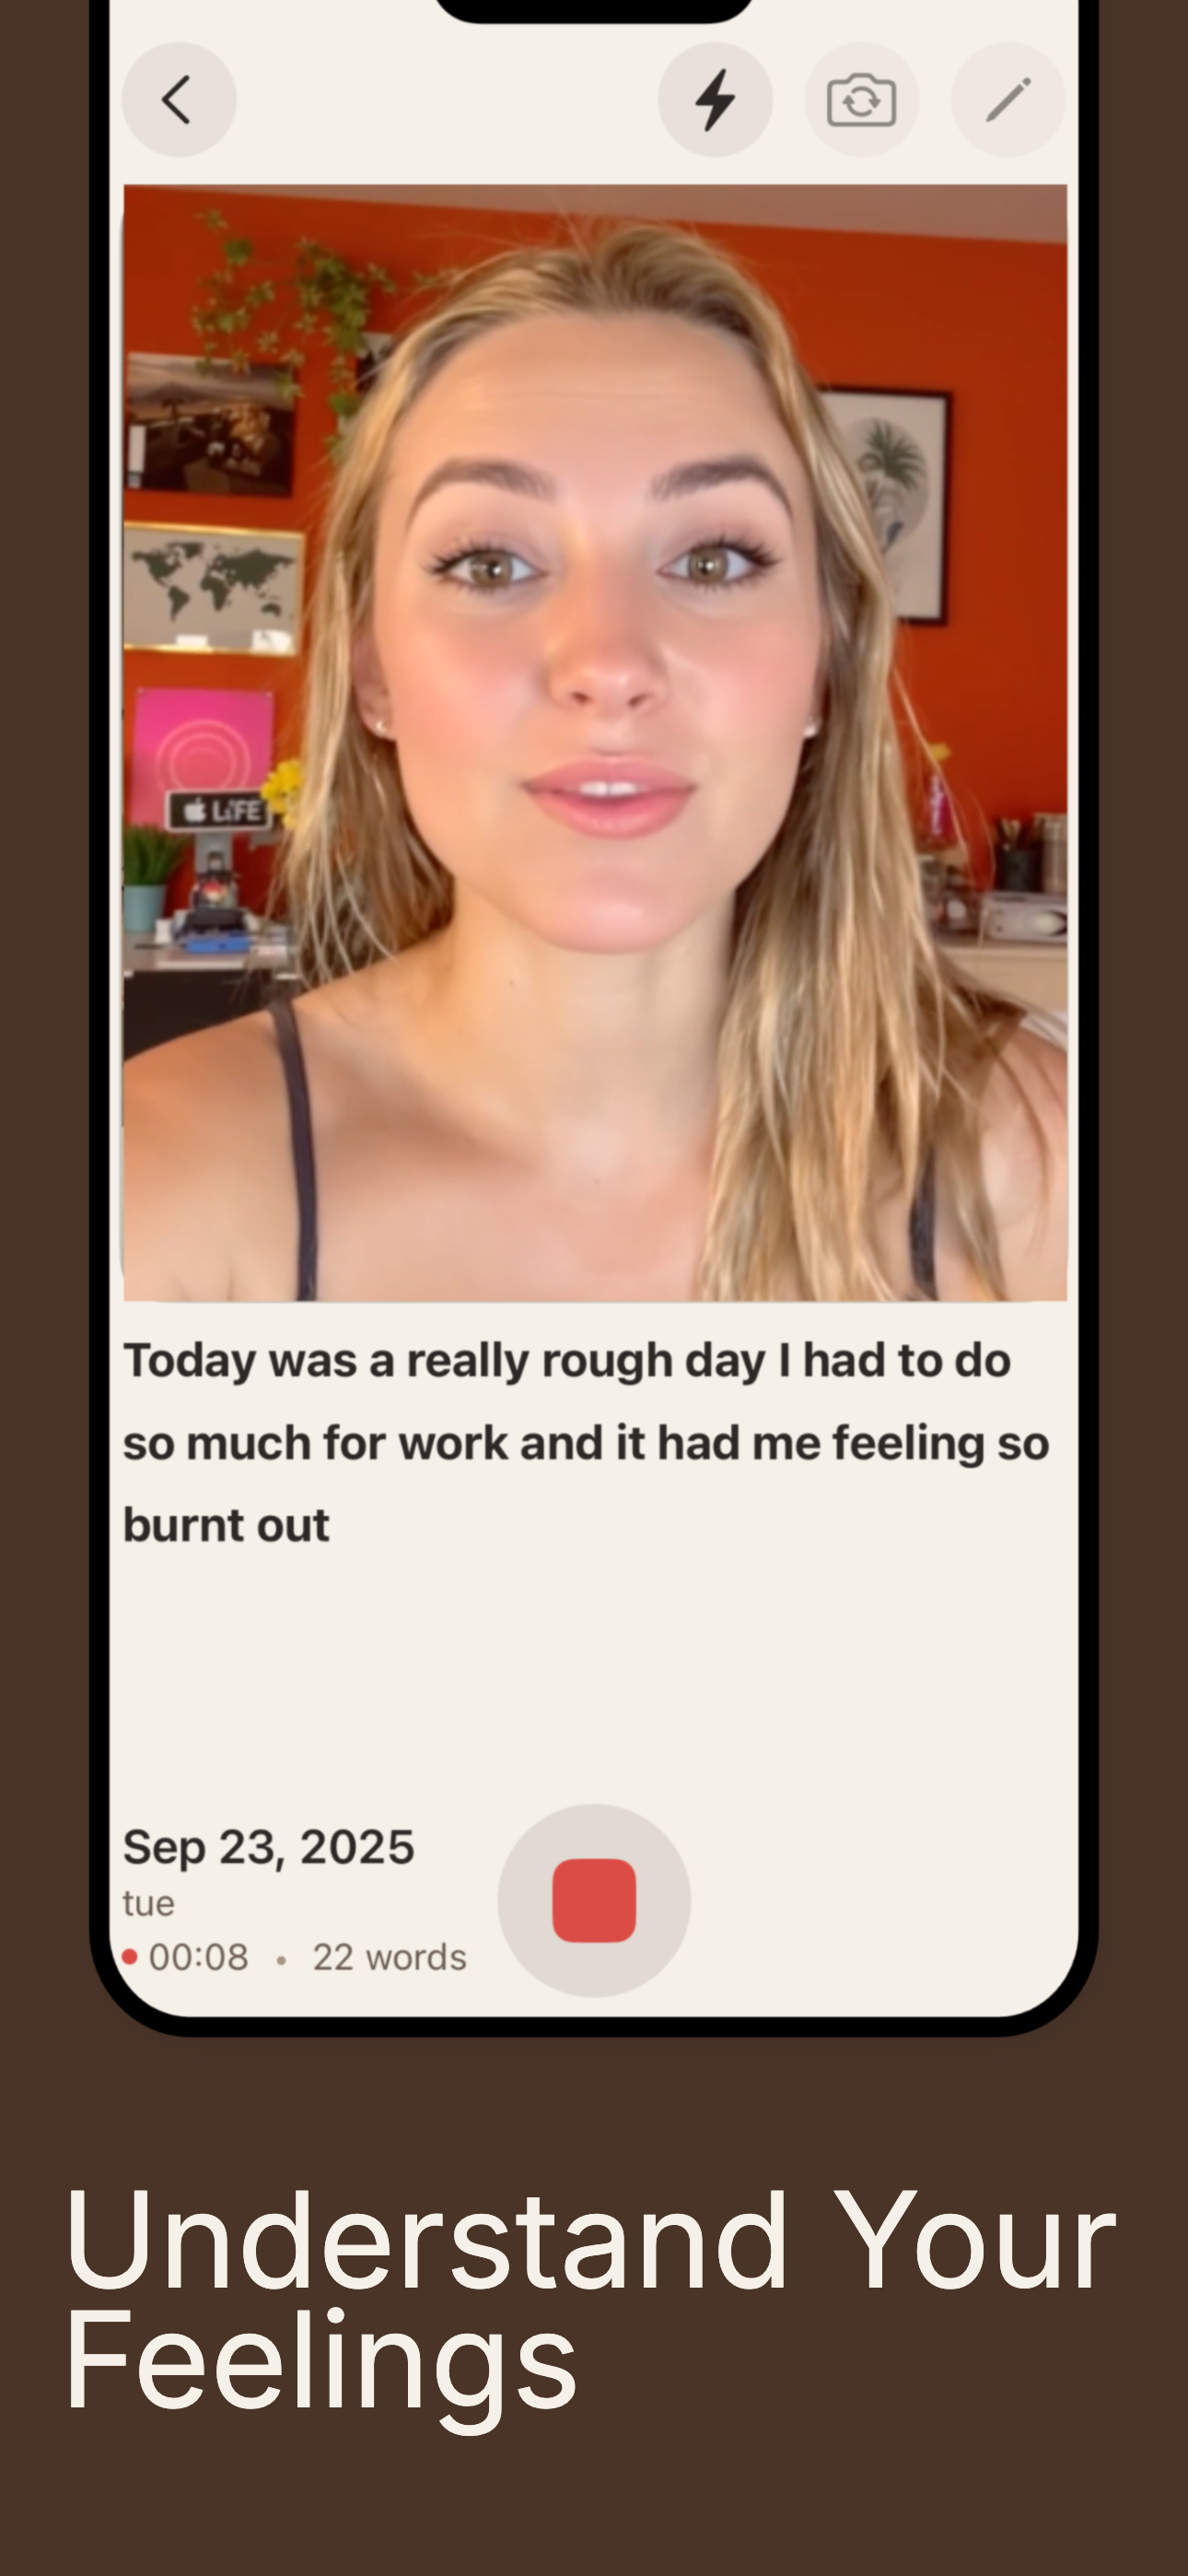 LiFE
Today was a really rough day I had to do
so much for work and it had me feeling so
burnt out
Sep 23, 2025
tue
00:08 • 22 words
Understand Your
Feelings